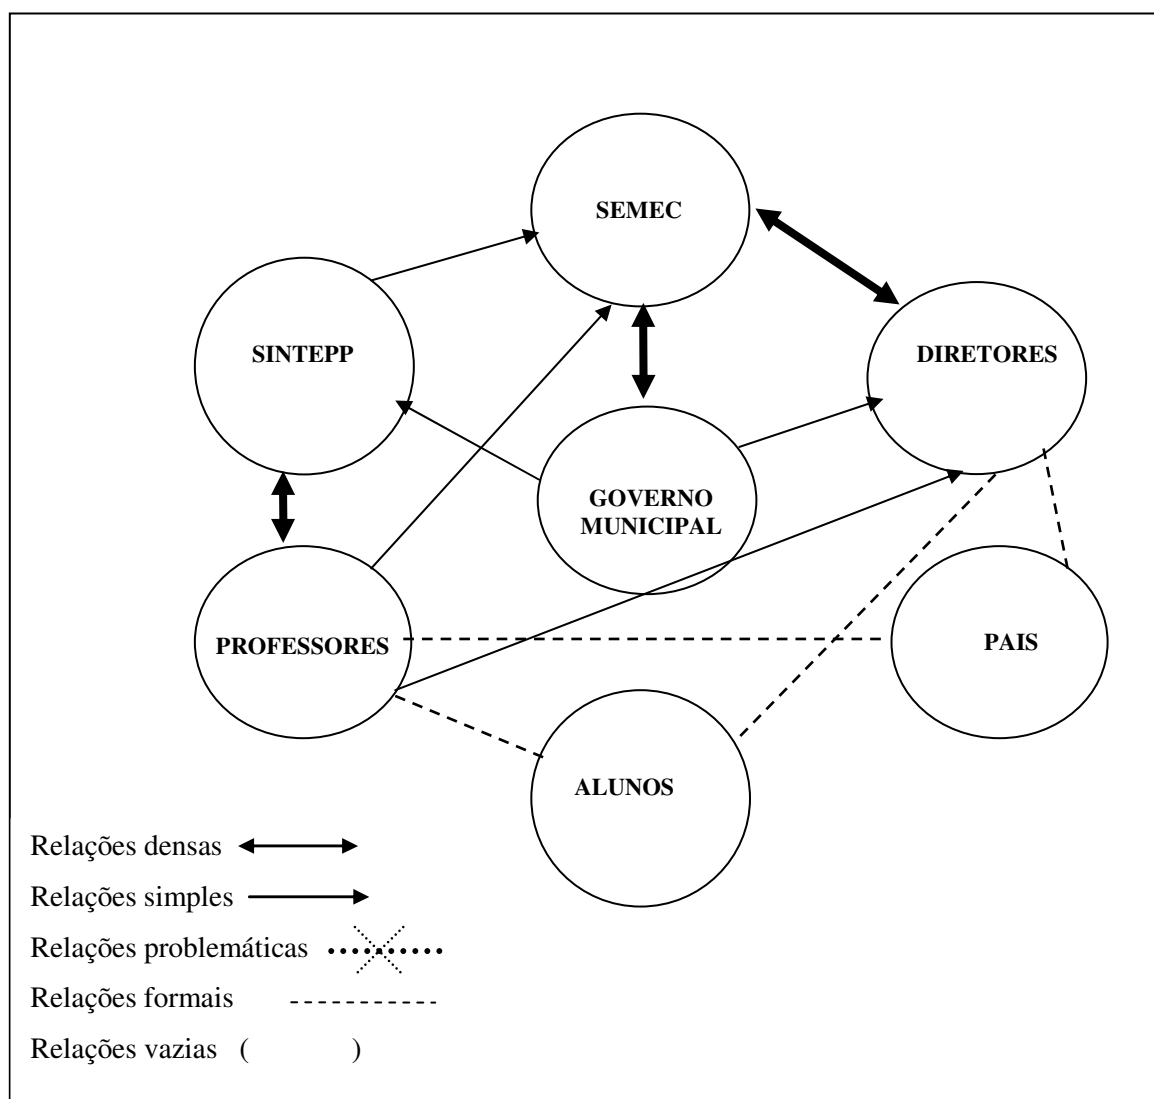 SEMEC
SINTEPP
DIRETORES
GOVERNO
MUNICIPAL
PROFESSORES
PAIS
ALUNOS
Relações densas
Relações simples
Relações problemáticas
Relações formais
Relações vazias ( )